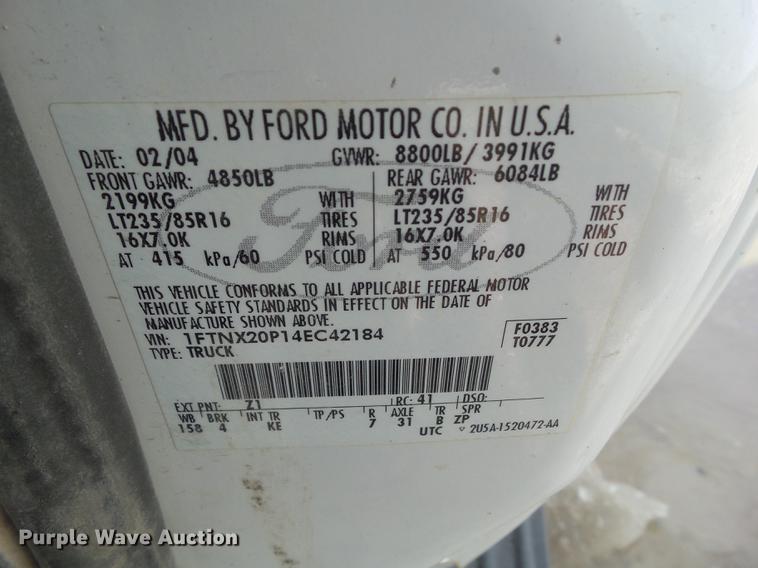 MFD. BY FORD MOTOR CO. IN U.S.A.
DATE: 02/04 GVWR: 8800LB/ 3991KG
FRONT GAWR: 4850LB REAR GAWR: 6084LB
2199KG WITH 2759KG WITH
LT235/85R16 TIRES LT235/85R16 TIRES
16X7.0K RIMS 16X7.0K RIMS
AT 415 kPa/60 PSI COLD AT 550 kPa/80 PSI COLD
Ford
THIS VEHICLE CONFORMS TO ALL APPLICABLE FEDERAL MOTOR
VEHICLE SAFETY STANDARDS IN EFFECT ON THE DATE OF
MANUFACTURE SHOWN ABOVE.
VIN: 1FTNX20P14EC42184 F0383
TYPE: TRUCK T0777
EXT PNT: Z1 RC: 41 DSO:
WB BRK INT TR TP/PS R AXLE TR SPR
158 4 KE 7 31 B ZP
UTC 2U5A-1520472-AA
Purple Wave Auction